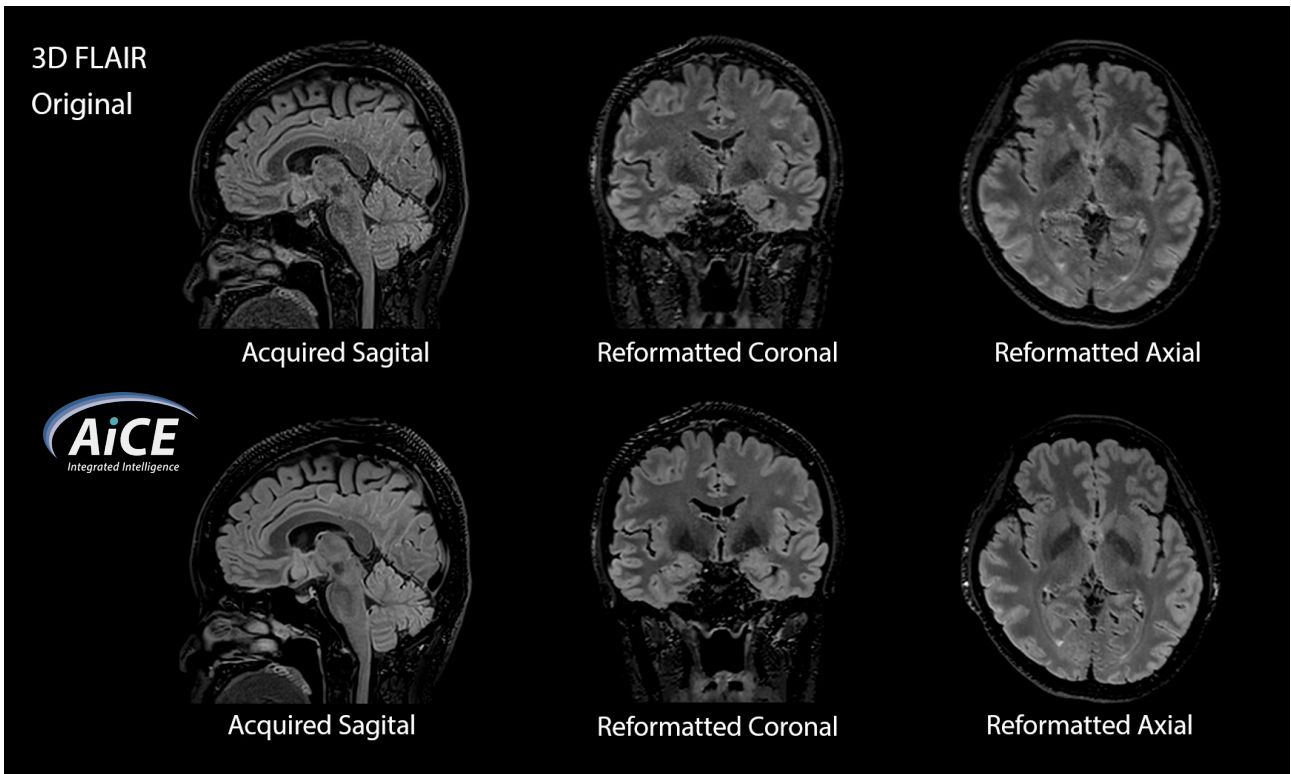 3D FLAIR
Original
Acquired Sagital
Reformatted Coronal
Reformatted Axial
AiCE
Integrated Intelligence
Acquired Sagital
Reformatted Coronal
Reformatted Axial